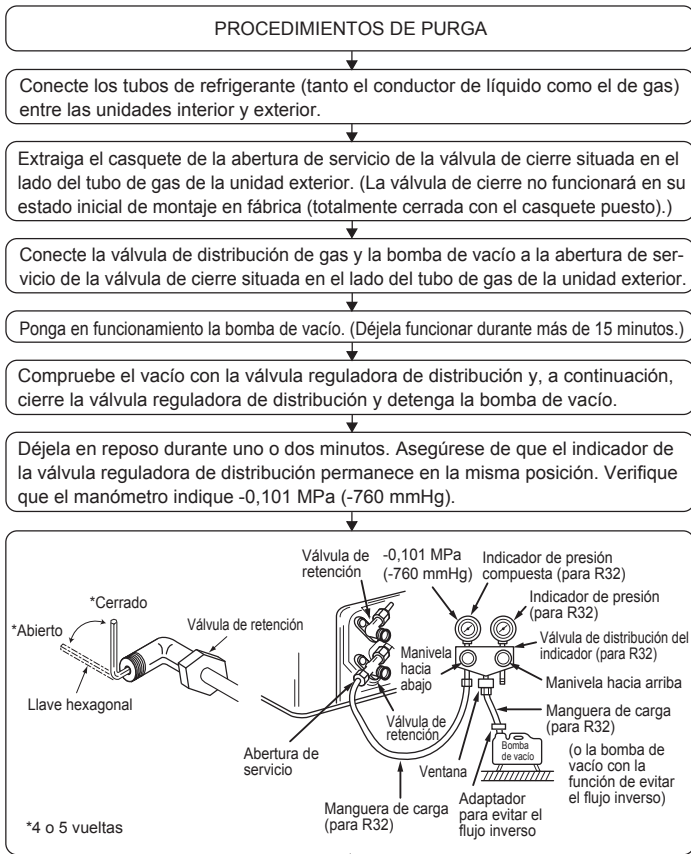 PROCEDIMIENTOS DE PURGA
Conecte los tubos de refrigerante (tanto el conductor de líquido como el de gas)
entre las unidades interior y exterior.
Extraiga el casquete de la abertura de servicio de la válvula de cierre situada en el
lado del tubo de gas de la unidad exterior. (La válvula de cierre no funcionará en su
estado inicial de montaje en fábrica (totalmente cerrada con el casquete puesto).)
Conecte la válvula de distribución de gas y la bomba de vacío a la abertura de ser-
vicio de la válvula de cierre situada en el lado del tubo de gas de la unidad exterior.
Ponga en funcionamiento la bomba de vacío. (Déjela funcionar durante más de 15 minutos.)
Compruebe el vacío con la válvula reguladora de distribución y, a continuación,
cierre la válvula reguladora de distribución y detenga la bomba de vacío.
Déjela en reposo durante uno o dos minutos. Asegúrese de que el indicador de
la válvula reguladora de distribución permanece en la misma posición. Verifique
que el manómetro indique -0,101 MPa (-760 mmHg).
*Cerrado
*Abierto
Válvula de retención
Llave hexagonal
*4 o 5 vueltas
Válvula de
retención
-0,101 MPa
(-760 mmHg)
Indicador de presión
compuesta (para R32)
Indicador de presión
(para R32)
Válvula de distribución del
indicador (para R32)
Manivela
hacia
abajo
Manivela hacia arriba
Válvula de
retención
Abertura de
servicio
Manguera de carga
(para R32)
Ventana
Manguera de carga
(para R32)
Bomba
de vacío
(o la bomba de
vacío con la
función de evitar
el flujo inverso)
Adaptador
para evitar el
flujo inverso